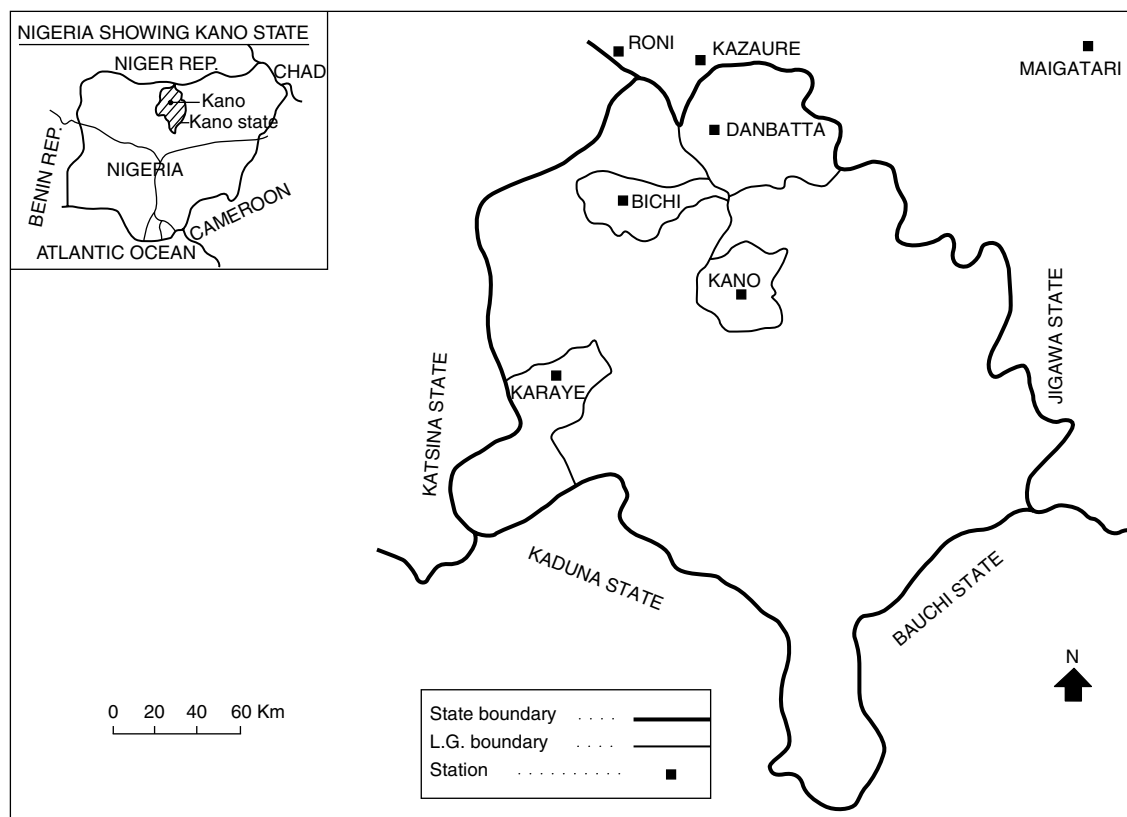 NIGERIA SHOWING KANO STATE
NIGER REP.
CHAD
Kano
Kano state
BENIN REP.
NIGERIA
CAMEROON
ATLANTIC OCEAN
RONI
KAZAURE
MAIGATARI
DANBATTA
BICHI
KANO
KARAYE
KATSINA STATE
JIGAWA STATE
KADUNA STATE
BAUCHI STATE
N
0 20 40 60 Km
State boundary . . . .
L.G. boundary . . . .
Station . . . . . . . . . .